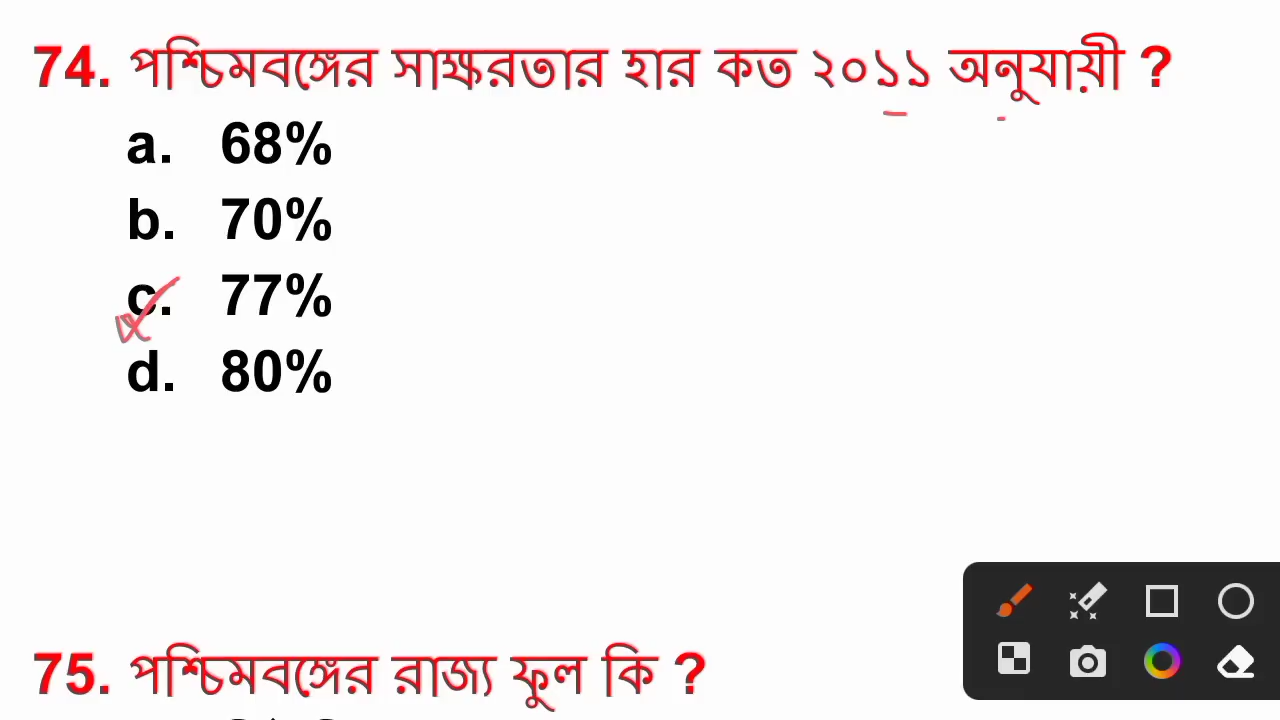 74. পশ্চিমবঙ্গের সাক্ষরতার হার কত ২০১১ অনুযায়ী ?
a. 68%
b. 70%
c. 77%
d. 80%
75. পশ্চিমবঙ্গের রাজ্য ফুল কি ?